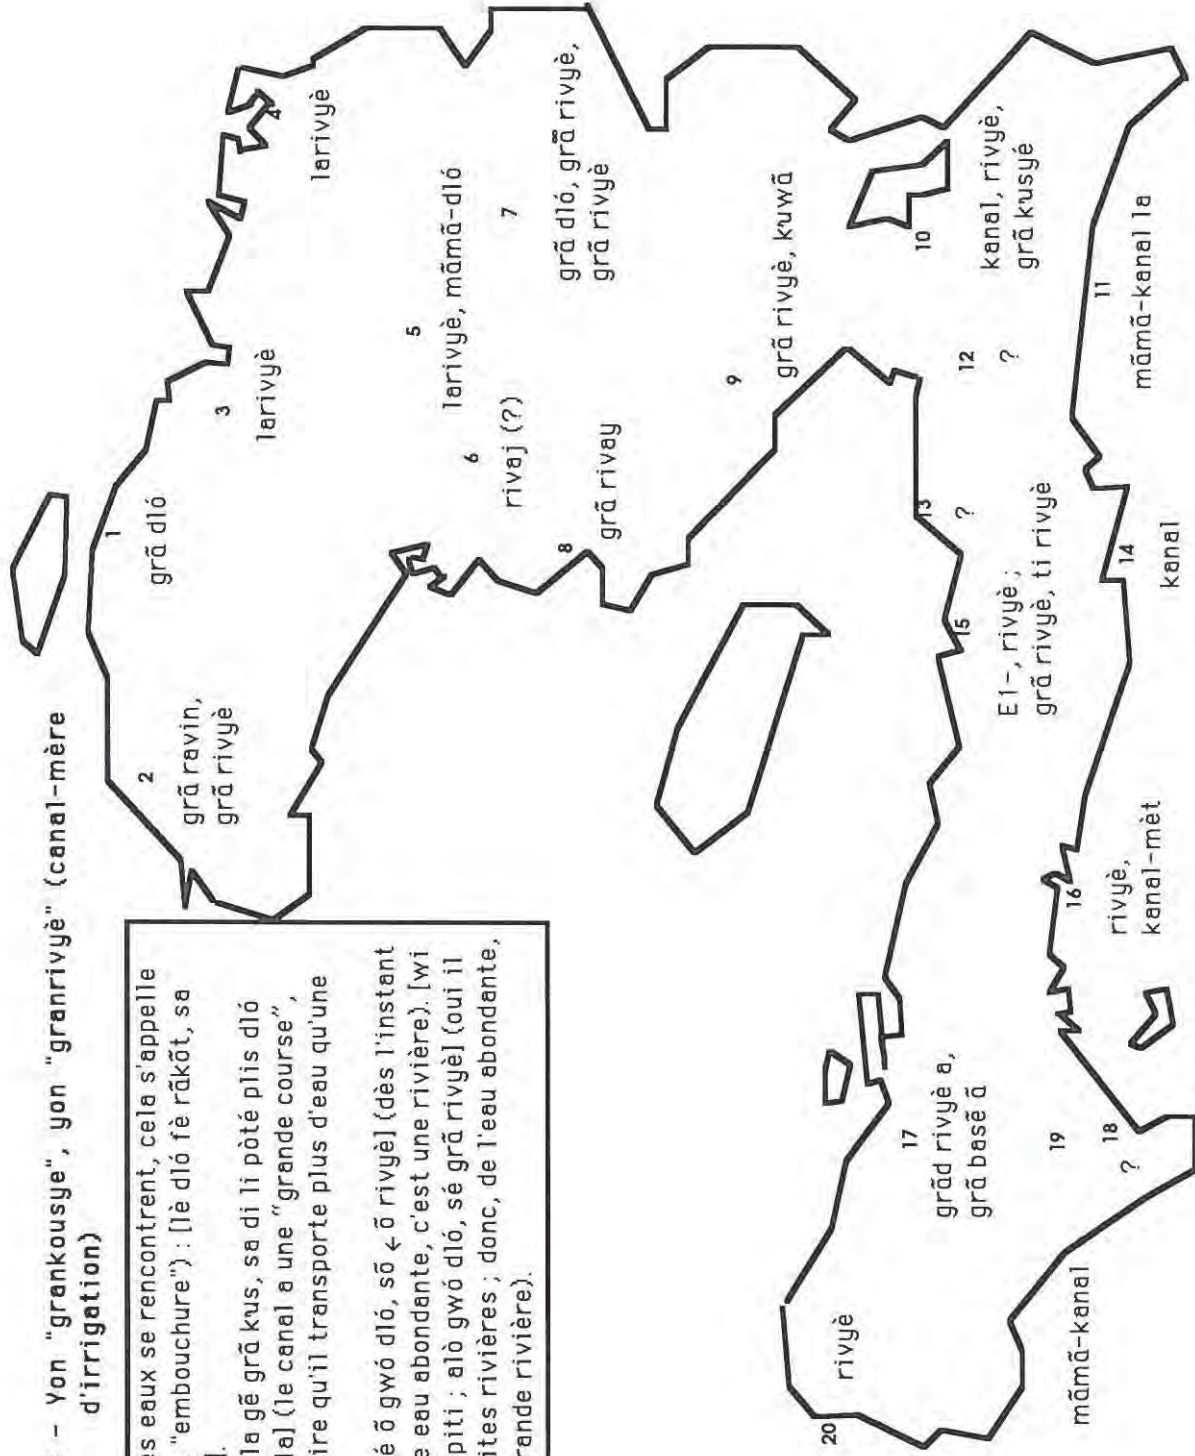 - Yon "grankousye", yon "granrivyè" (canal-mère
d'irrigation)
es eaux se rencontrent, cela s'appelle
"embouchure") : [lè dló fè rãkõt, sa
].
la gẽ grã kus, sa di li pòté plis dló
a] (le canal a une "grande course",
ire qu'il transporte plus d'eau qu'une
é õ gwó dló, sõ ← õ rivyè] (dès l'instant
e eau abondante, c'est une rivière). [wi
piti ; alò gwó dló, sé grã rivyè] (oui il
ites rivières ; donc, de l'eau abondante,
rande rivière).
1
grã dló
2
grã ravin,
grã rivyè
3
larivyè
4
larivyè
5
larivyè, mãmã-dló
6
rivaj (?)
7
grã dló, grã rivyè,
grã rivyè
8
grã rivay
9
grã rivyè, kuwã
10
kanal, rivyè,
grã kusyé
11
mãmã-kanal la
12
?
13
?
14
kanal
15
E1-, rivyè ;
grã rivyè, ti rivyè
16
rivyè,
kanal-mèt
17
grãd rivyè a,
grã basẽ ã
18
?
19
mãmã-kanal
20
rivyè